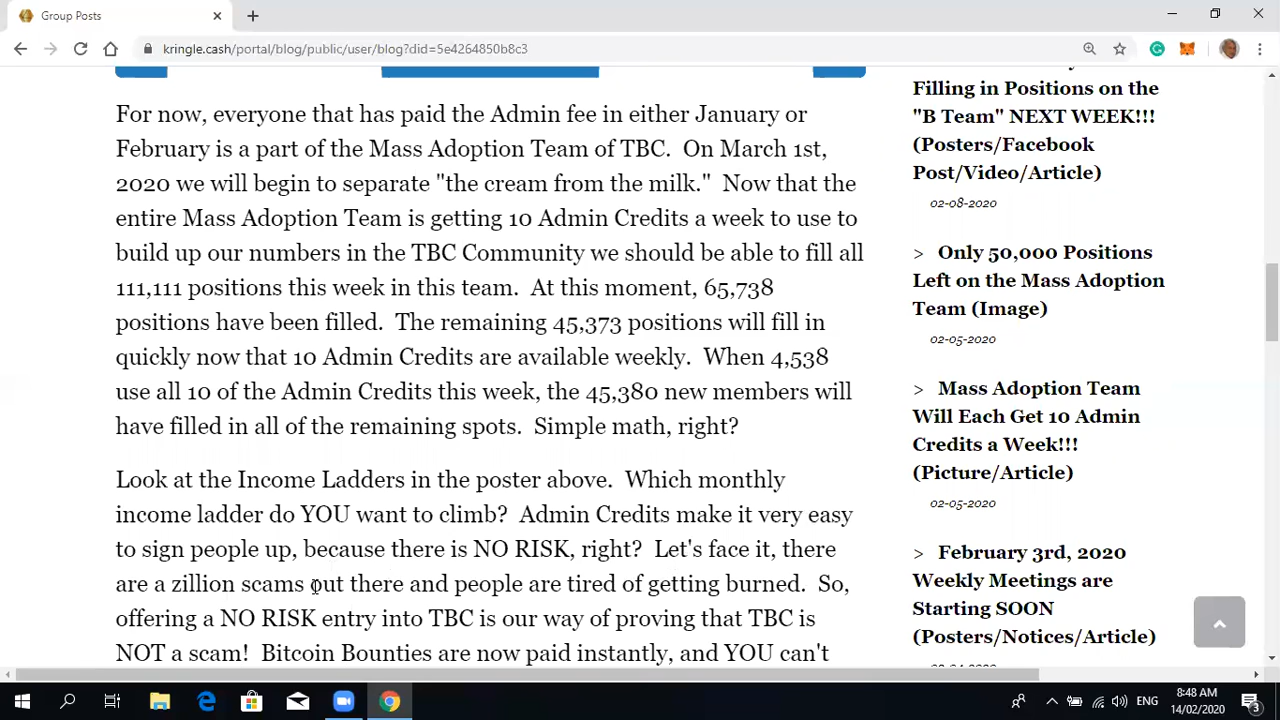 Group Posts
kringle.cash/portal/blog/public/user/blog?did=5e4264850b8c3
For now, everyone that has paid the Admin fee in either January or
February is a part of the Mass Adoption Team of TBC. On March 1st,
2020 we will begin to separate "the cream from the milk." Now that the
entire Mass Adoption Team is getting 10 Admin Credits a week to use to
build up our numbers in the TBC Community we should be able to fill all
111,111 positions this week in this team. At this moment, 65,738
positions have been filled. The remaining 45,373 positions will fill in
quickly now that 10 Admin Credits are available weekly. When 4,538
use all 10 of the Admin Credits this week, the 45,380 new members will
have filled in all of the remaining spots. Simple math, right?
Look at the Income Ladders in the poster above. Which monthly
income ladder do YOU want to climb? Admin Credits make it very easy
to sign people up, because there is NO RISK, right? Let's face it, there
are a zillion scams out there and people are tired of getting burned. So,
offering a NO RISK entry into TBC is our way of proving that TBC is
NOT a scam! Bitcoin Bounties are now paid instantly, and YOU can't
Filling in Positions on the
"B Team" NEXT WEEK!!!
(Posters/Facebook
Post/Video/Article)
02-08-2020
> Only 50,000 Positions
Left on the Mass Adoption
Team (Image)
02-05-2020
> Mass Adoption Team
Will Each Get 10 Admin
Credits a Week!!!
(Picture/Article)
02-05-2020
> February 3rd, 2020
Weekly Meetings are
Starting SOON
(Posters/Notices/Article)
ENG
8:48 AM
14/02/2020
3